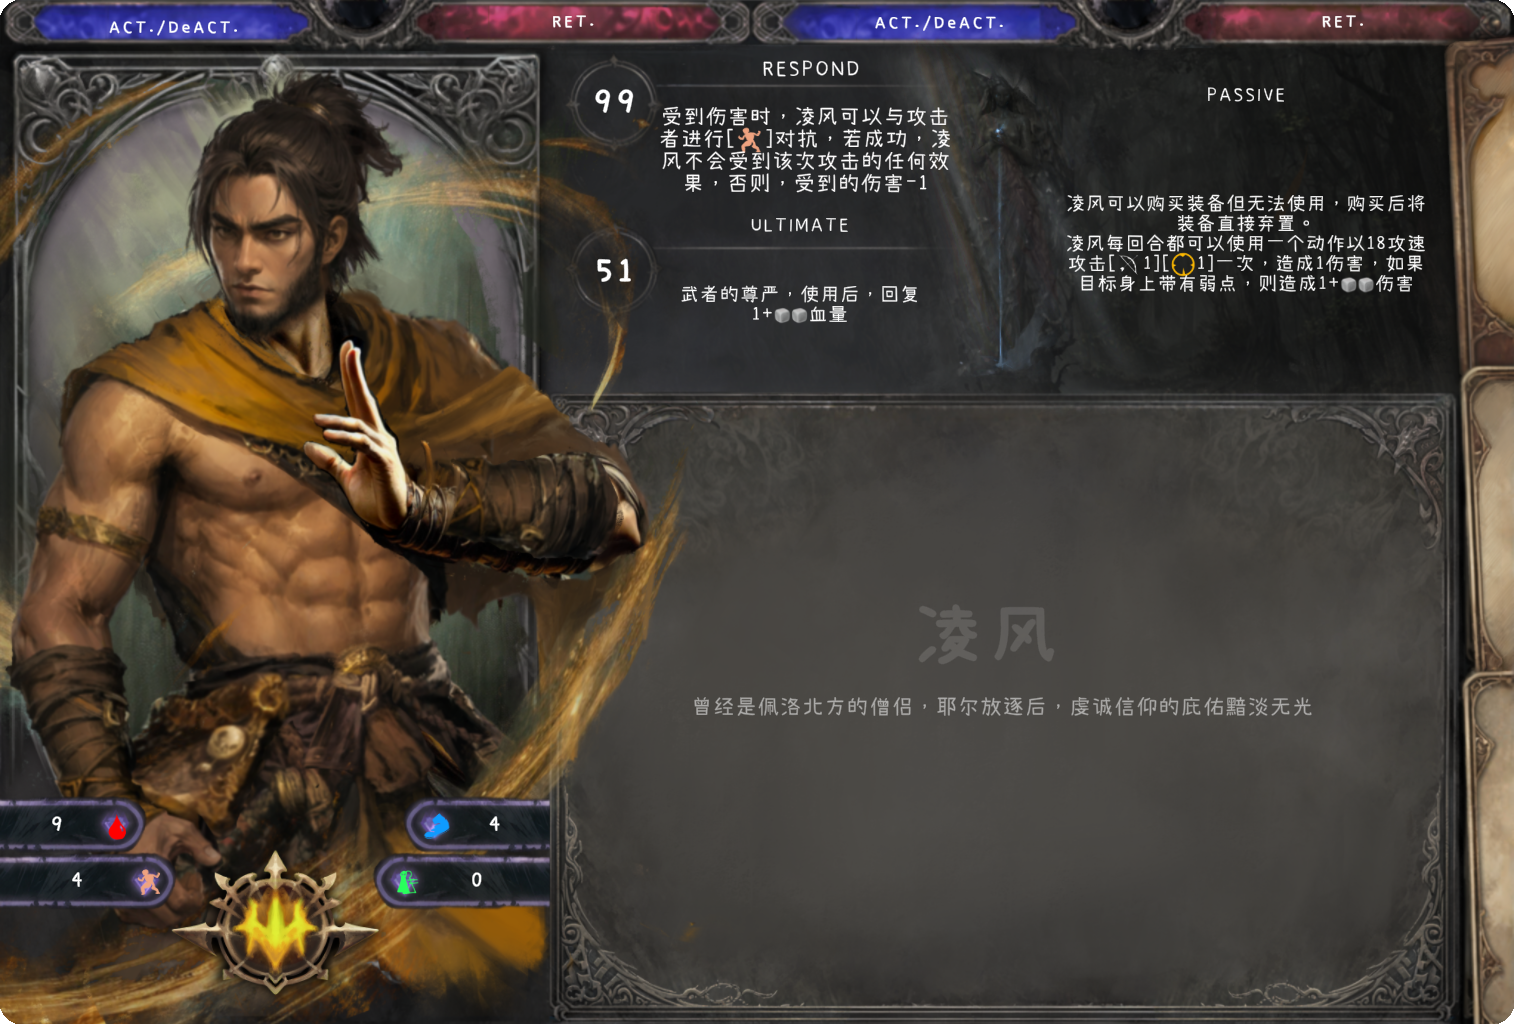 ACT./DeACT.
RET.
ACT./DeACT.
RET.
99
RESPOND
受到伤害时，凌风可以与攻击
者进行[ ]对抗，若成功，凌
风不会受到该次攻击的任何效
果，否则，受到的伤害-1
51
ULTIMATE
武者的尊严，使用后，回复
1+血量
PASSIVE
凌风可以购买装备但无法使用，购买后将
装备直接弃置。
凌风每回合都可以使用一个动作以18攻速
攻击[ 1][ 1]一次，造成1伤害，如果
目标身上带有弱点，则造成1+伤害
凌风
曾经是佩洛北方的僧侣，耶尔放逐后，虔诚信仰的庇佑黯淡无光
9
4
4
0